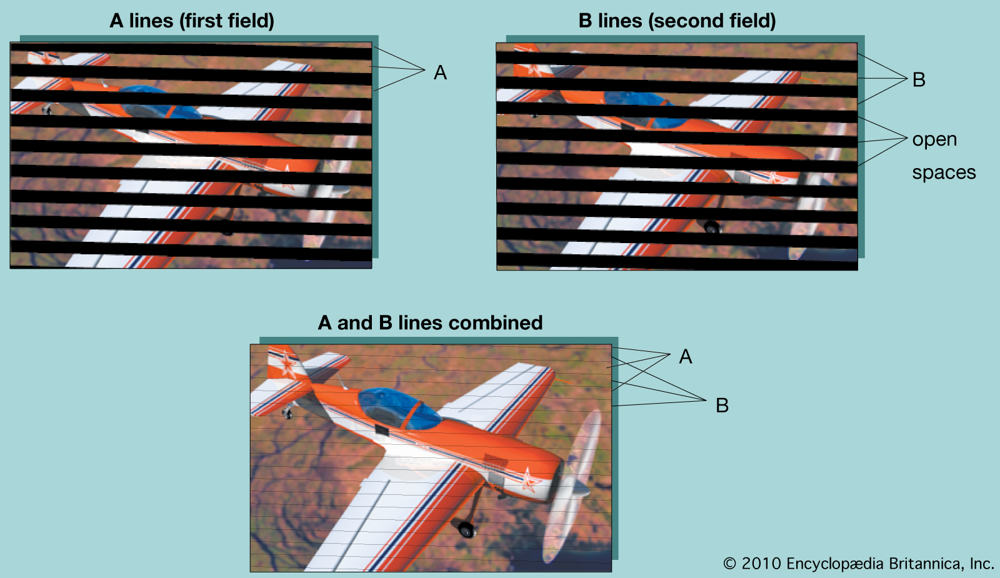 A lines (first field)
A
B lines (second field)
B
open
spaces
A and B lines combined
A
B
© 2010 Encyclopædia Britannica, Inc.